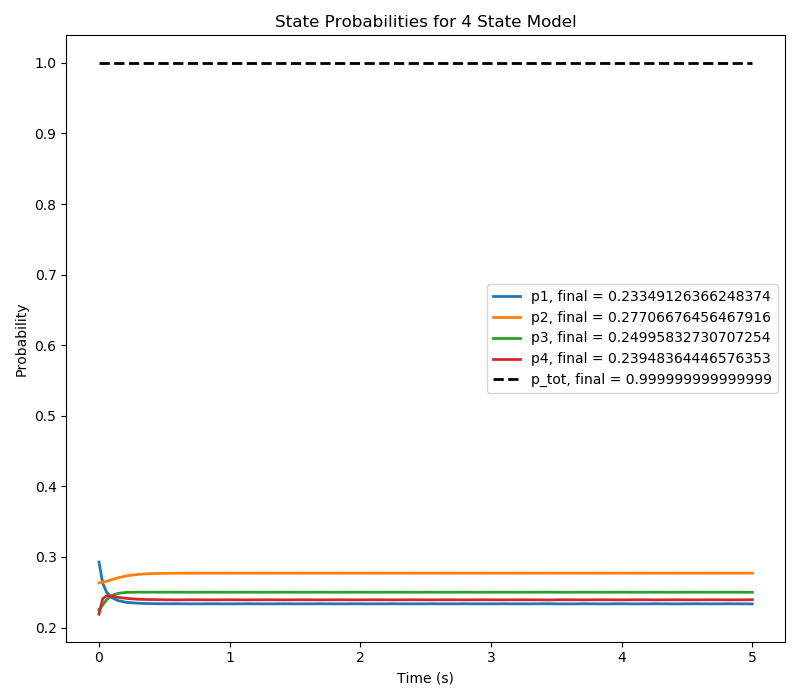 State Probabilities for 4 State Model
1.0
0.9
0.8
0.7
0.6
0.5
0.4
0.3
0.2
Probability
p1, final = 0.23349126366248374
p2, final = 0.27706676456467916
p3, final = 0.24995832730707254
p4, final = 0.23948364446576353
p_tot, final = 0.999999999999999
0 1 2 3 4 5
Time (s)